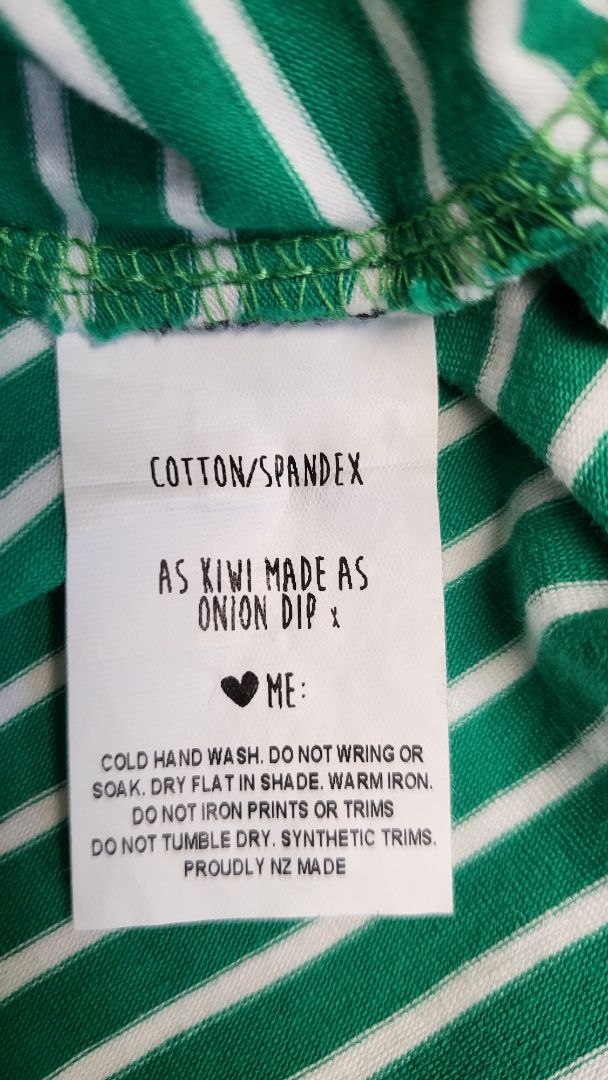 COTTON/SPANDEX
AS KIWI MADE AS
ONION DIP x
♥ ME:
COLD HAND WASH. DO NOT WRING OR
SOAK. DRY FLAT IN SHADE. WARM IRON.
DO NOT IRON PRINTS OR TRIMS
DO NOT TUMBLE DRY. SYNTHETIC TRIMS.
PROUDLY NZ MADE